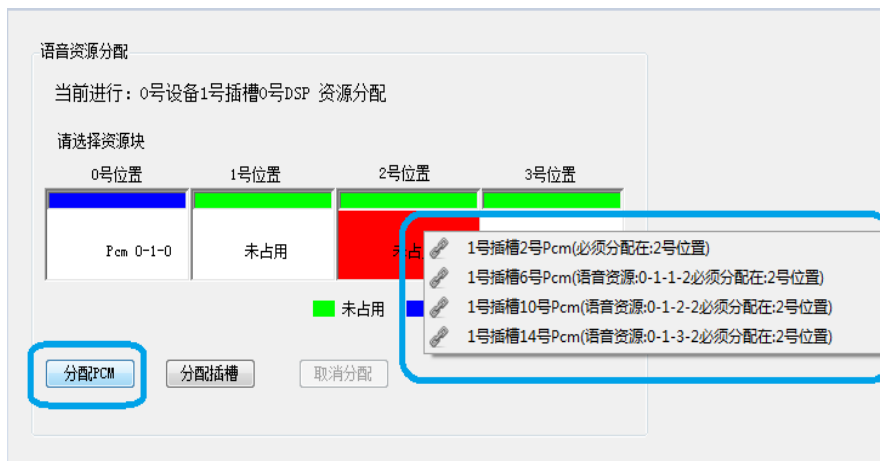 语音资源分配
当前进行：0号设备1号插槽0号DSP 资源分配
请选择资源块
0号位置 1号位置 2号位置 3号位置
Pcm 0-1-0 未占用 未占
未占用
1号插槽2号Pcm(必须分配在:2号位置)
1号插槽6号Pcm(语音资源:0-1-1-2必须分配在:2号位置)
1号插槽10号Pcm(语音资源:0-1-2-2必须分配在:2号位置)
1号插槽14号Pcm(语音资源:0-1-3-2必须分配在:2号位置)
分配PCM 分配插槽 取消分配